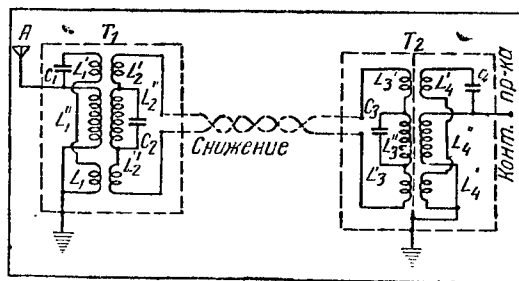 T₁
A
C₁
L₁
L₂'
L₁''
L₂''
C₂
L₁
L₂'
Снижение
T₂
L₃'
L₄'
C₄
C₃
L₃''
L₄''
L₃'
L₄''
Конт. пр-ка